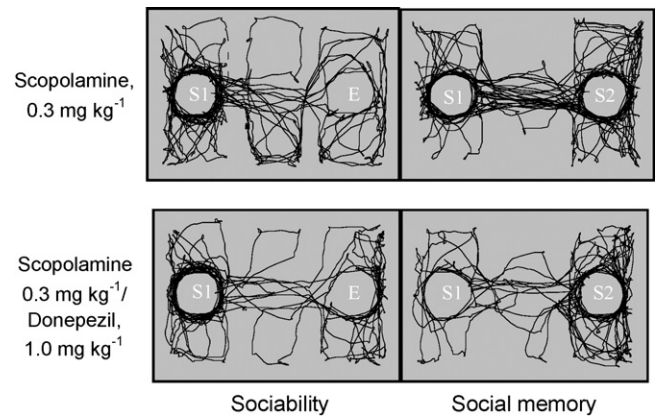 Scopolamine,
0.3 mg kg⁻¹
S1 E S1 S2
Scopolamine
0.3 mg kg⁻¹/
Donepezil,
1.0 mg kg⁻¹
S1 E S1 S2
Sociability Social memory